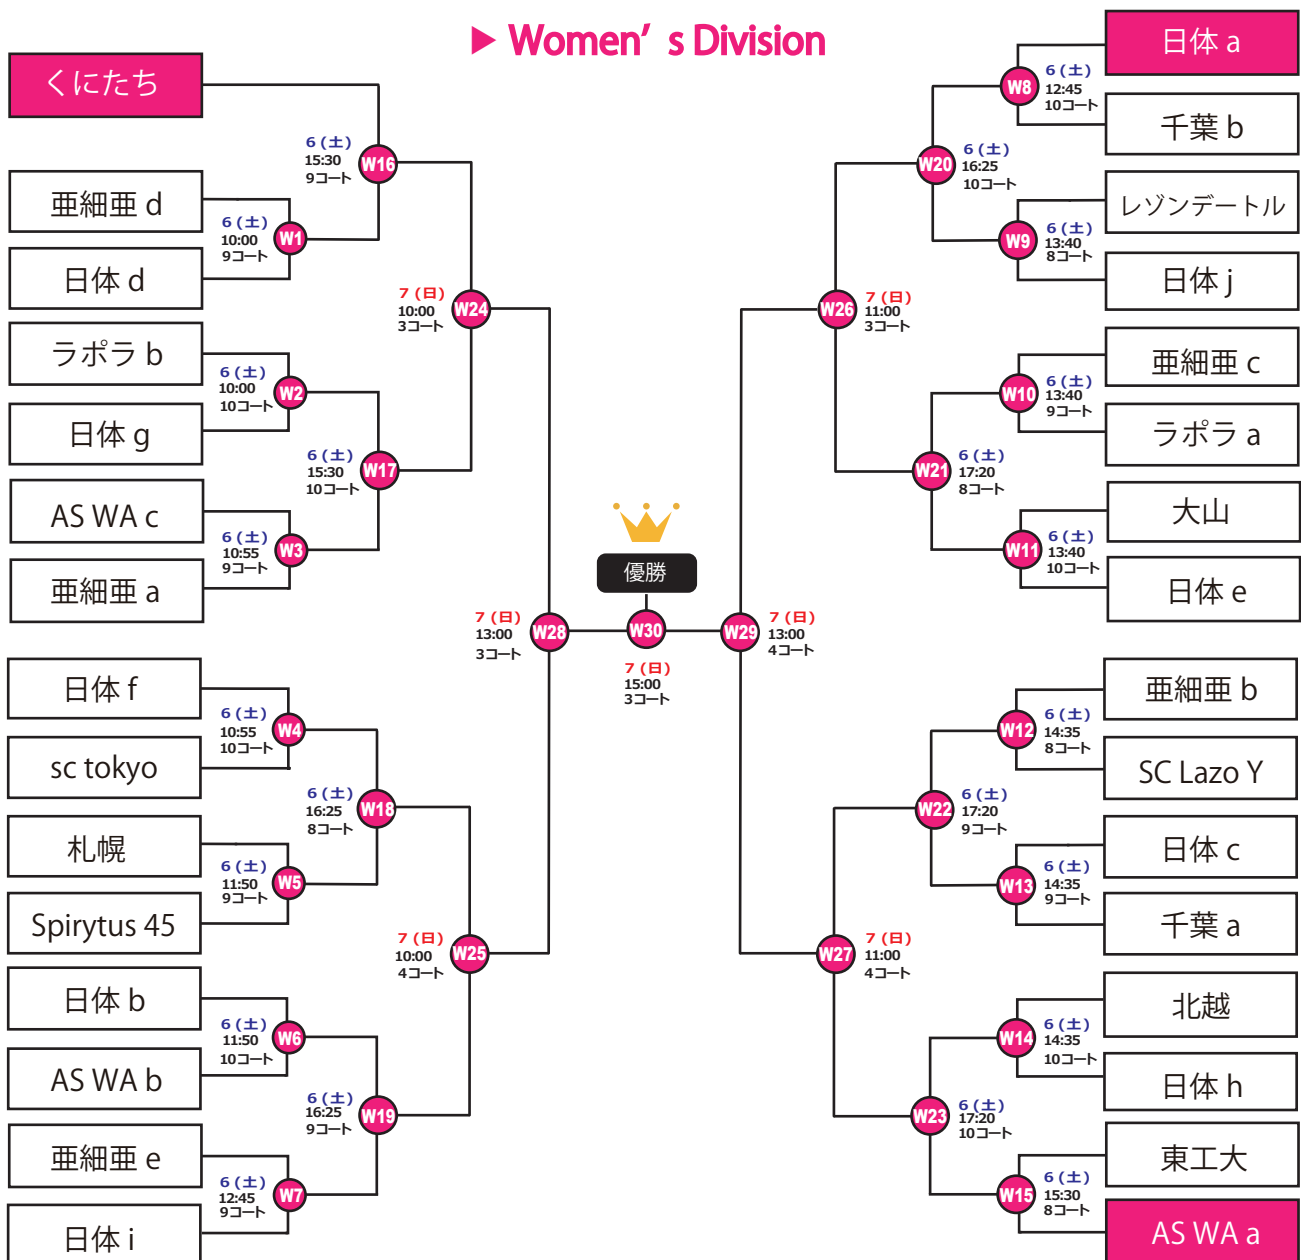 ▶ Women's Division
くにたち
亜細亜 d
日体 d
ラポラ b
日体 g
AS WA c
亜細亜 a
日体 f
sc tokyo
札幌
Spirytus 45
日体 b
AS WA b
亜細亜 e
日体 i
6 (土)
10:00
9コート
W1
6 (土)
10:00
10コート
W2
6 (土)
10:55
9コート
W3
6 (土)
10:55
10コート
W4
6 (土)
11:50
9コート
W5
6 (土)
11:50
10コート
W6
6 (土)
12:45
9コート
W7
6 (土)
15:30
9コート
W16
6 (土)
15:30
10コート
W17
6 (土)
16:25
8コート
W18
6 (土)
16:25
9コート
W19
7 (日)
10:00
3コート
W24
7 (日)
10:00
4コート
W25
7 (日)
13:00
3コート
W28
優勝
W30
7 (日)
15:00
3コート
W29
7 (日)
13:00
4コート
W26
7 (日)
11:00
3コート
W27
7 (日)
11:00
4コート
W20
6 (土)
16:25
10コート
W21
6 (土)
17:20
8コート
W22
6 (土)
17:20
9コート
W23
6 (土)
17:20
10コート
W8
6 (土)
12:45
10コート
W9
6 (土)
13:40
8コート
W10
6 (土)
13:40
9コート
W11
6 (土)
13:40
10コート
W12
6 (土)
14:35
8コート
W13
6 (土)
14:35
9コート
W14
6 (土)
14:35
10コート
W15
6 (土)
15:30
8コート
日体 a
千葉 b
レゾンデートル
日体 j
亜細亜 c
ラポラ a
大山
日体 e
亜細亜 b
SC Lazo Y
日体 c
千葉 a
北越
日体 h
東工大
AS WA a